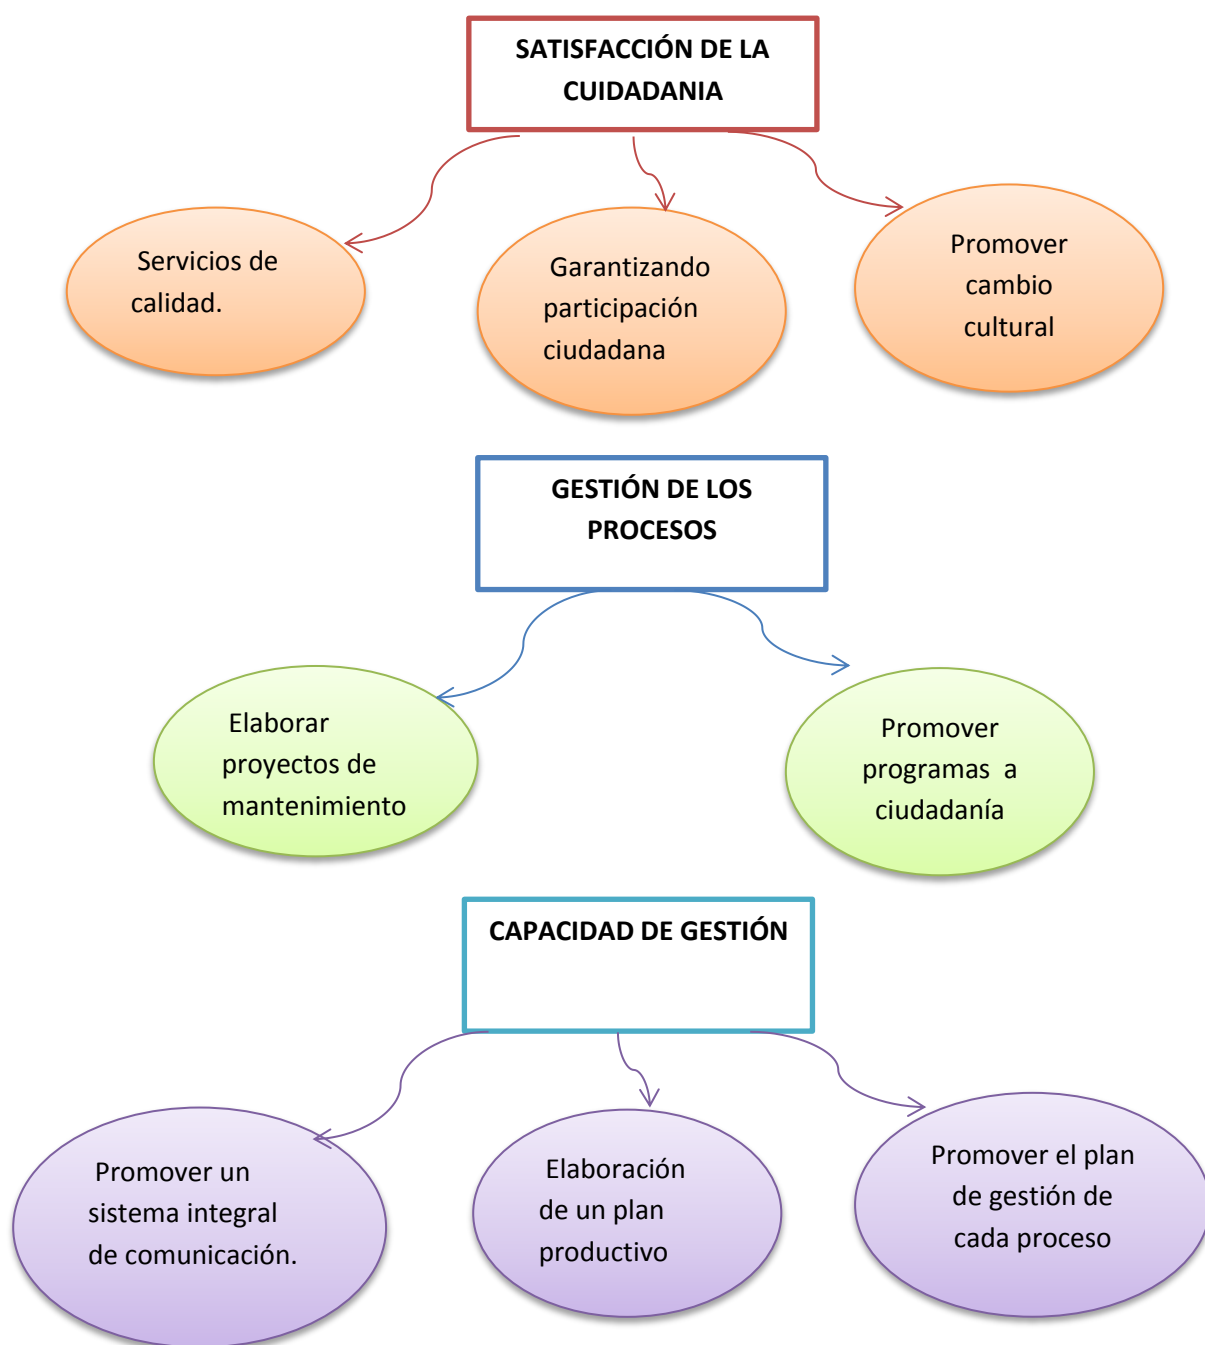 SATISFACCIÓN DE LA
CUIDADANIA
Servicios de
calidad.
Garantizando
participación
ciudadana
Promover
cambio
cultural
GESTIÓN DE LOS
PROCESOS
Elaborar
proyectos de
mantenimiento
Promover
programas a
ciudadanía
CAPACIDAD DE GESTIÓN
Promover un
sistema integral
de comunicación.
Elaboración
de un plan
productivo
Promover el plan
de gestión de
cada proceso